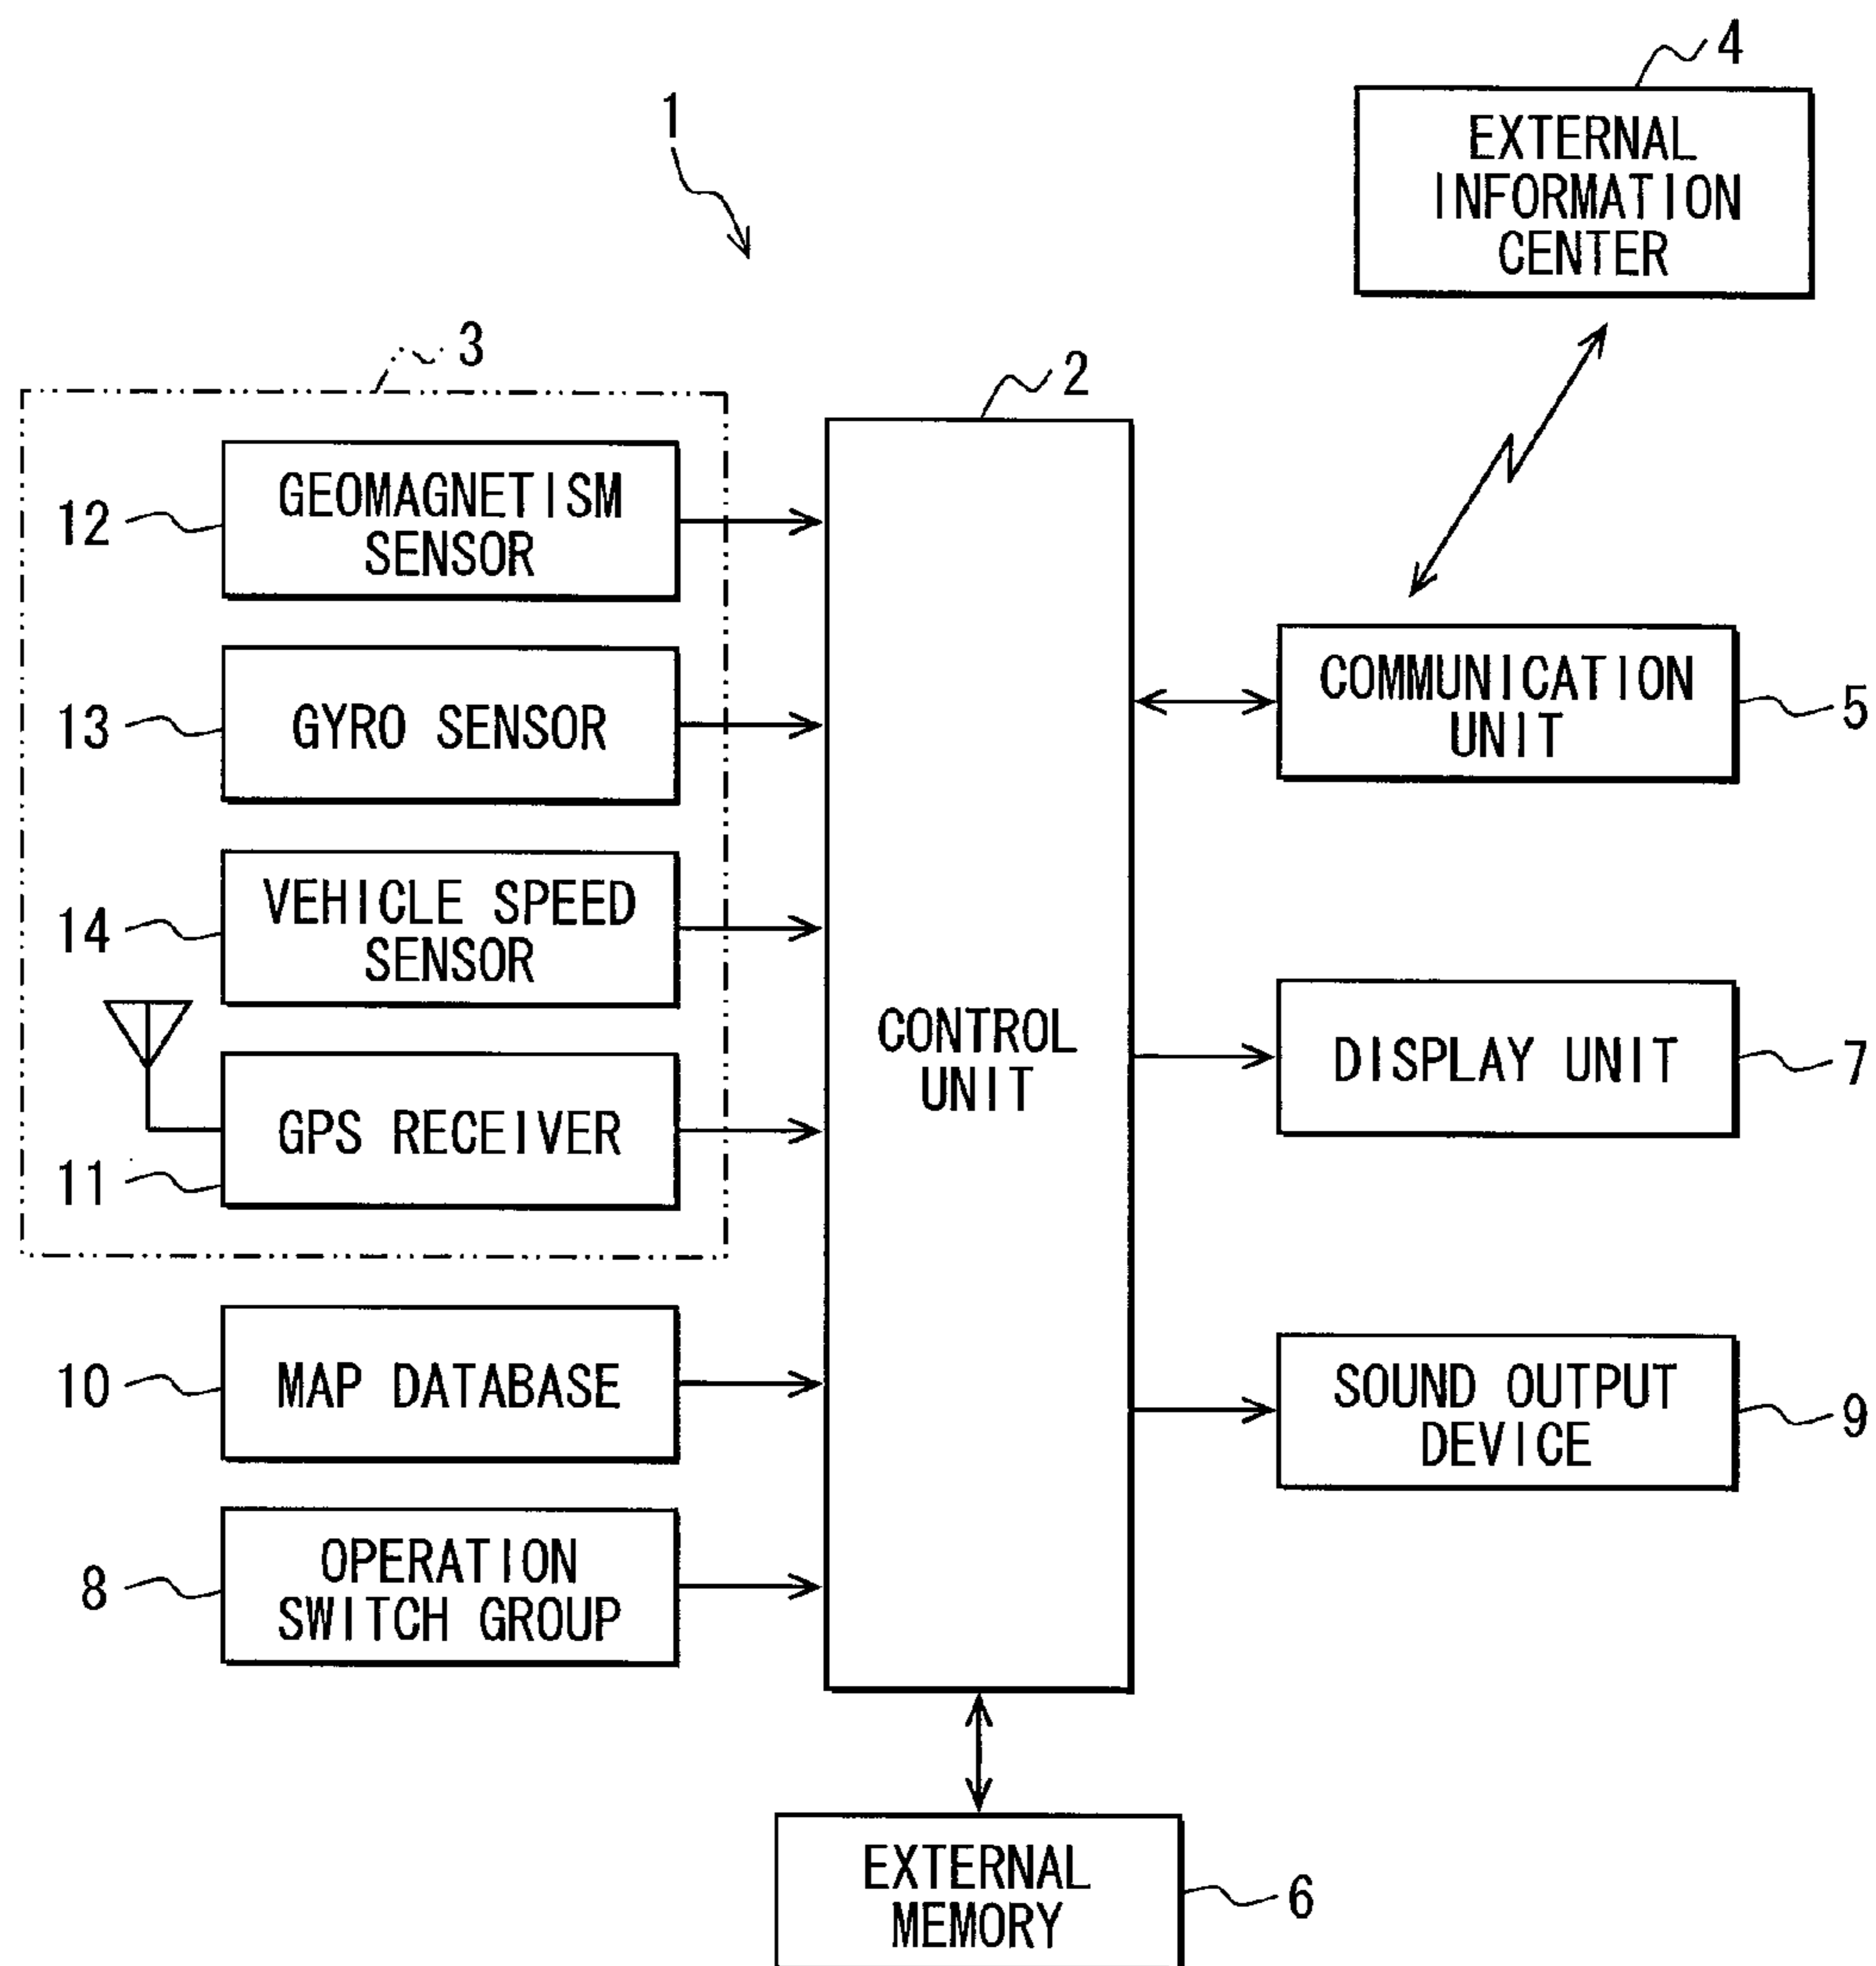 4
EXTERNAL
INFORMATION
CENTER
1
3
2
12
GEOMAGNETISM
SENSOR
COMMUNICATION
UNIT
5
13
GYRO SENSOR
14
VEHICLE SPEED
SENSOR
CONTROL
UNIT
DISPLAY UNIT
7
GPS RECEIVER
11
10
MAP DATABASE
SOUND OUTPUT
DEVICE
9
8
OPERATION
SWITCH GROUP
EXTERNAL
MEMORY
6